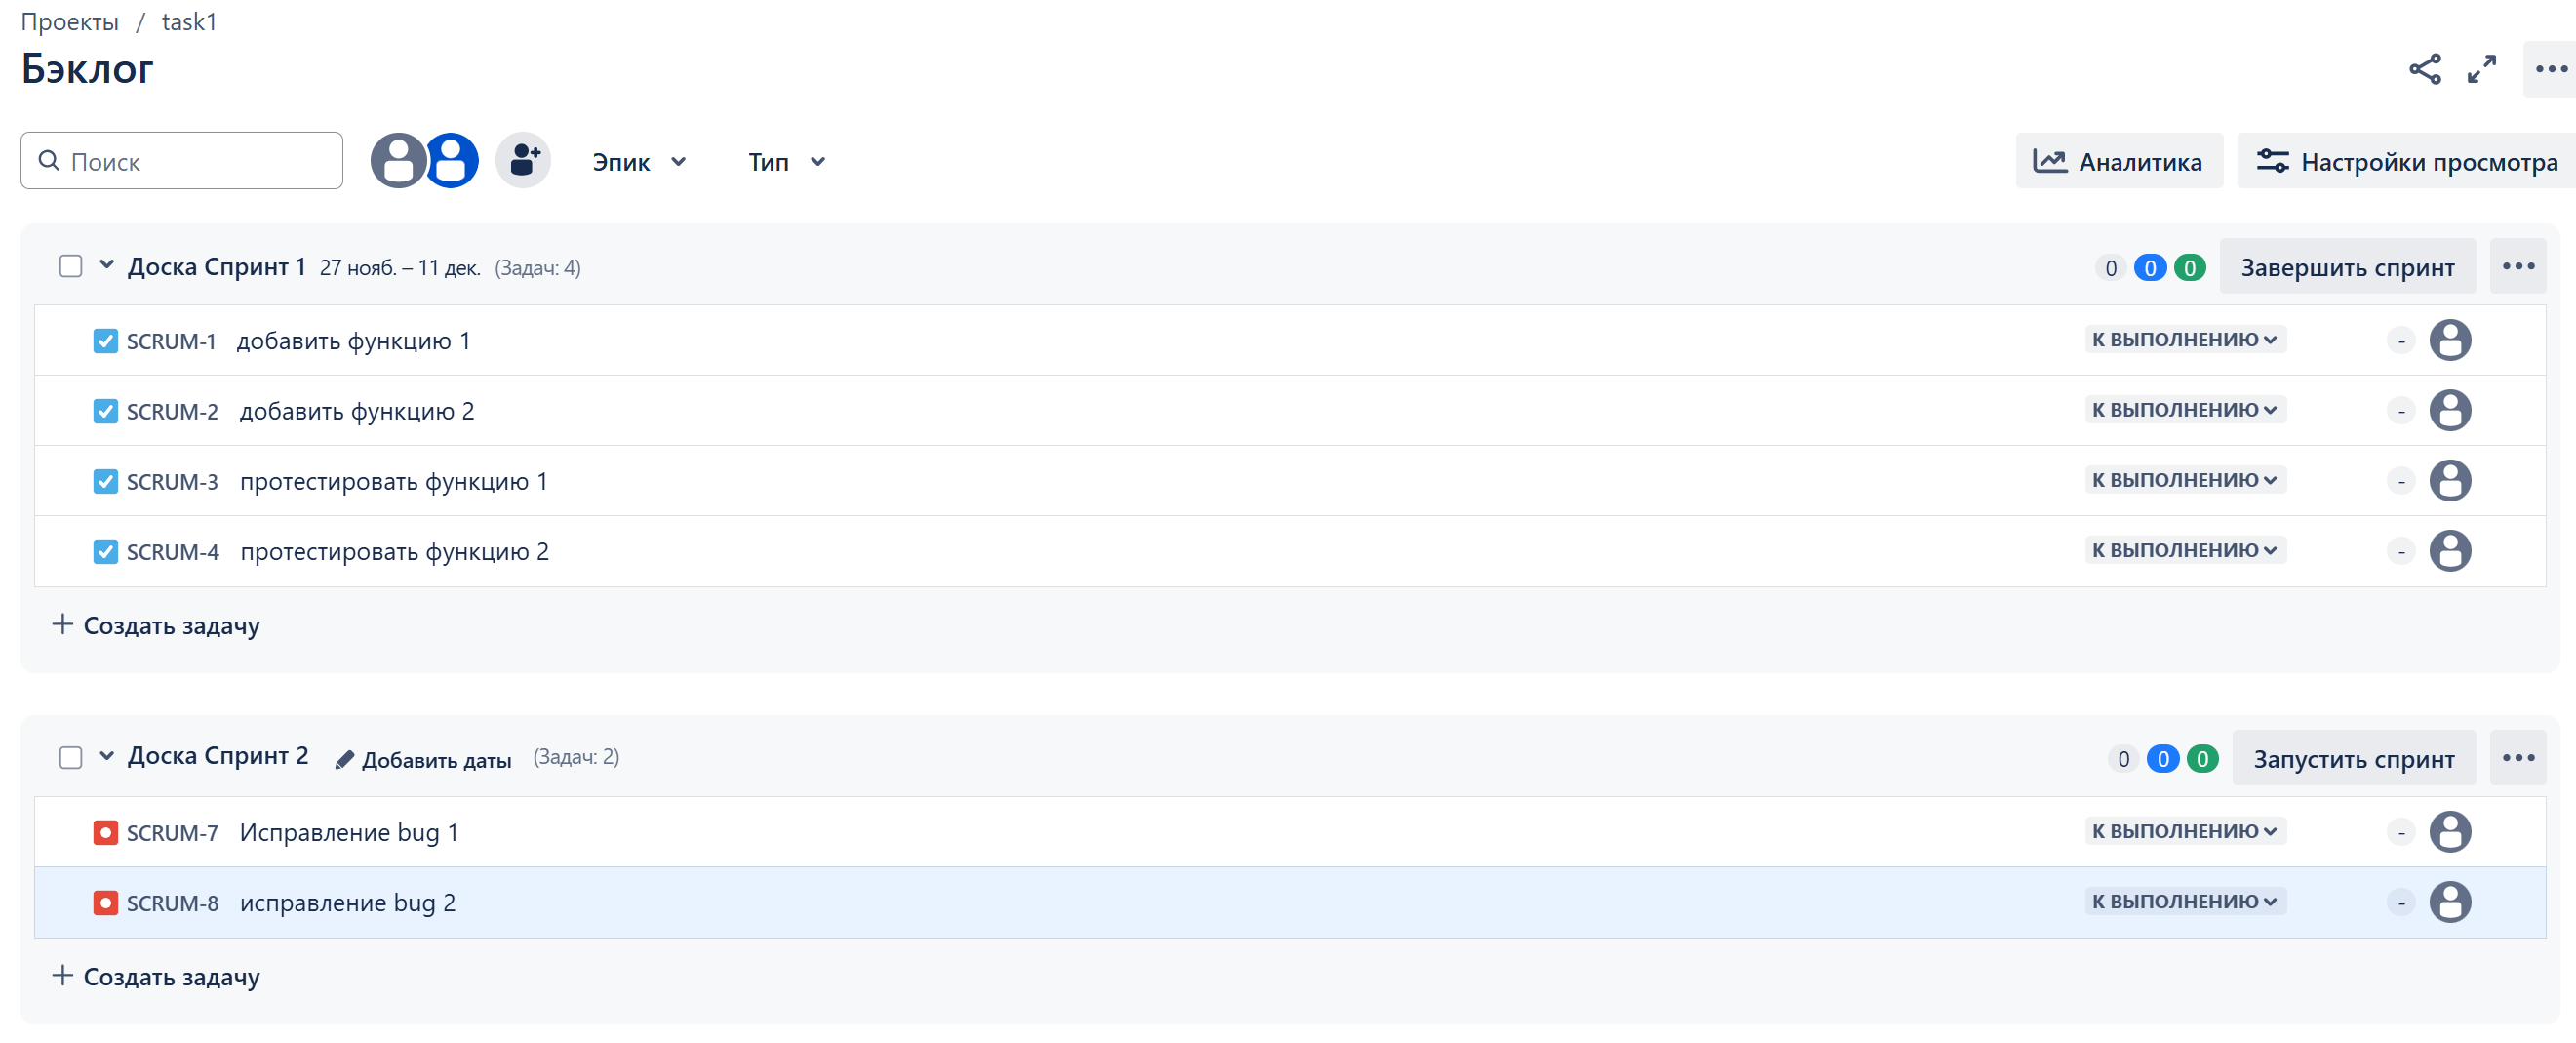 Проекты / task1
Бэклог
Поиск
Эпик
Тип
Аналитика
Настройки просмотра
Доска Спринт 1 27 нояб. – 11 дек. (Задач: 4) 0 0 0 Завершить спринт
SCRUM-1 добавить функцию 1 К ВЫПОЛНЕНИЮ -
SCRUM-2 добавить функцию 2 К ВЫПОЛНЕНИЮ -
SCRUM-3 протестировать функцию 1 К ВЫПОЛНЕНИЮ -
SCRUM-4 протестировать функцию 2 К ВЫПОЛНЕНИЮ -
+ Создать задачу
Доска Спринт 2 Добавить даты (Задач: 2) 0 0 0 Запустить спринт
SCRUM-7 Исправление bug 1 К ВЫПОЛНЕНИЮ -
SCRUM-8 исправление bug 2 К ВЫПОЛНЕНИЮ -
+ Создать задачу